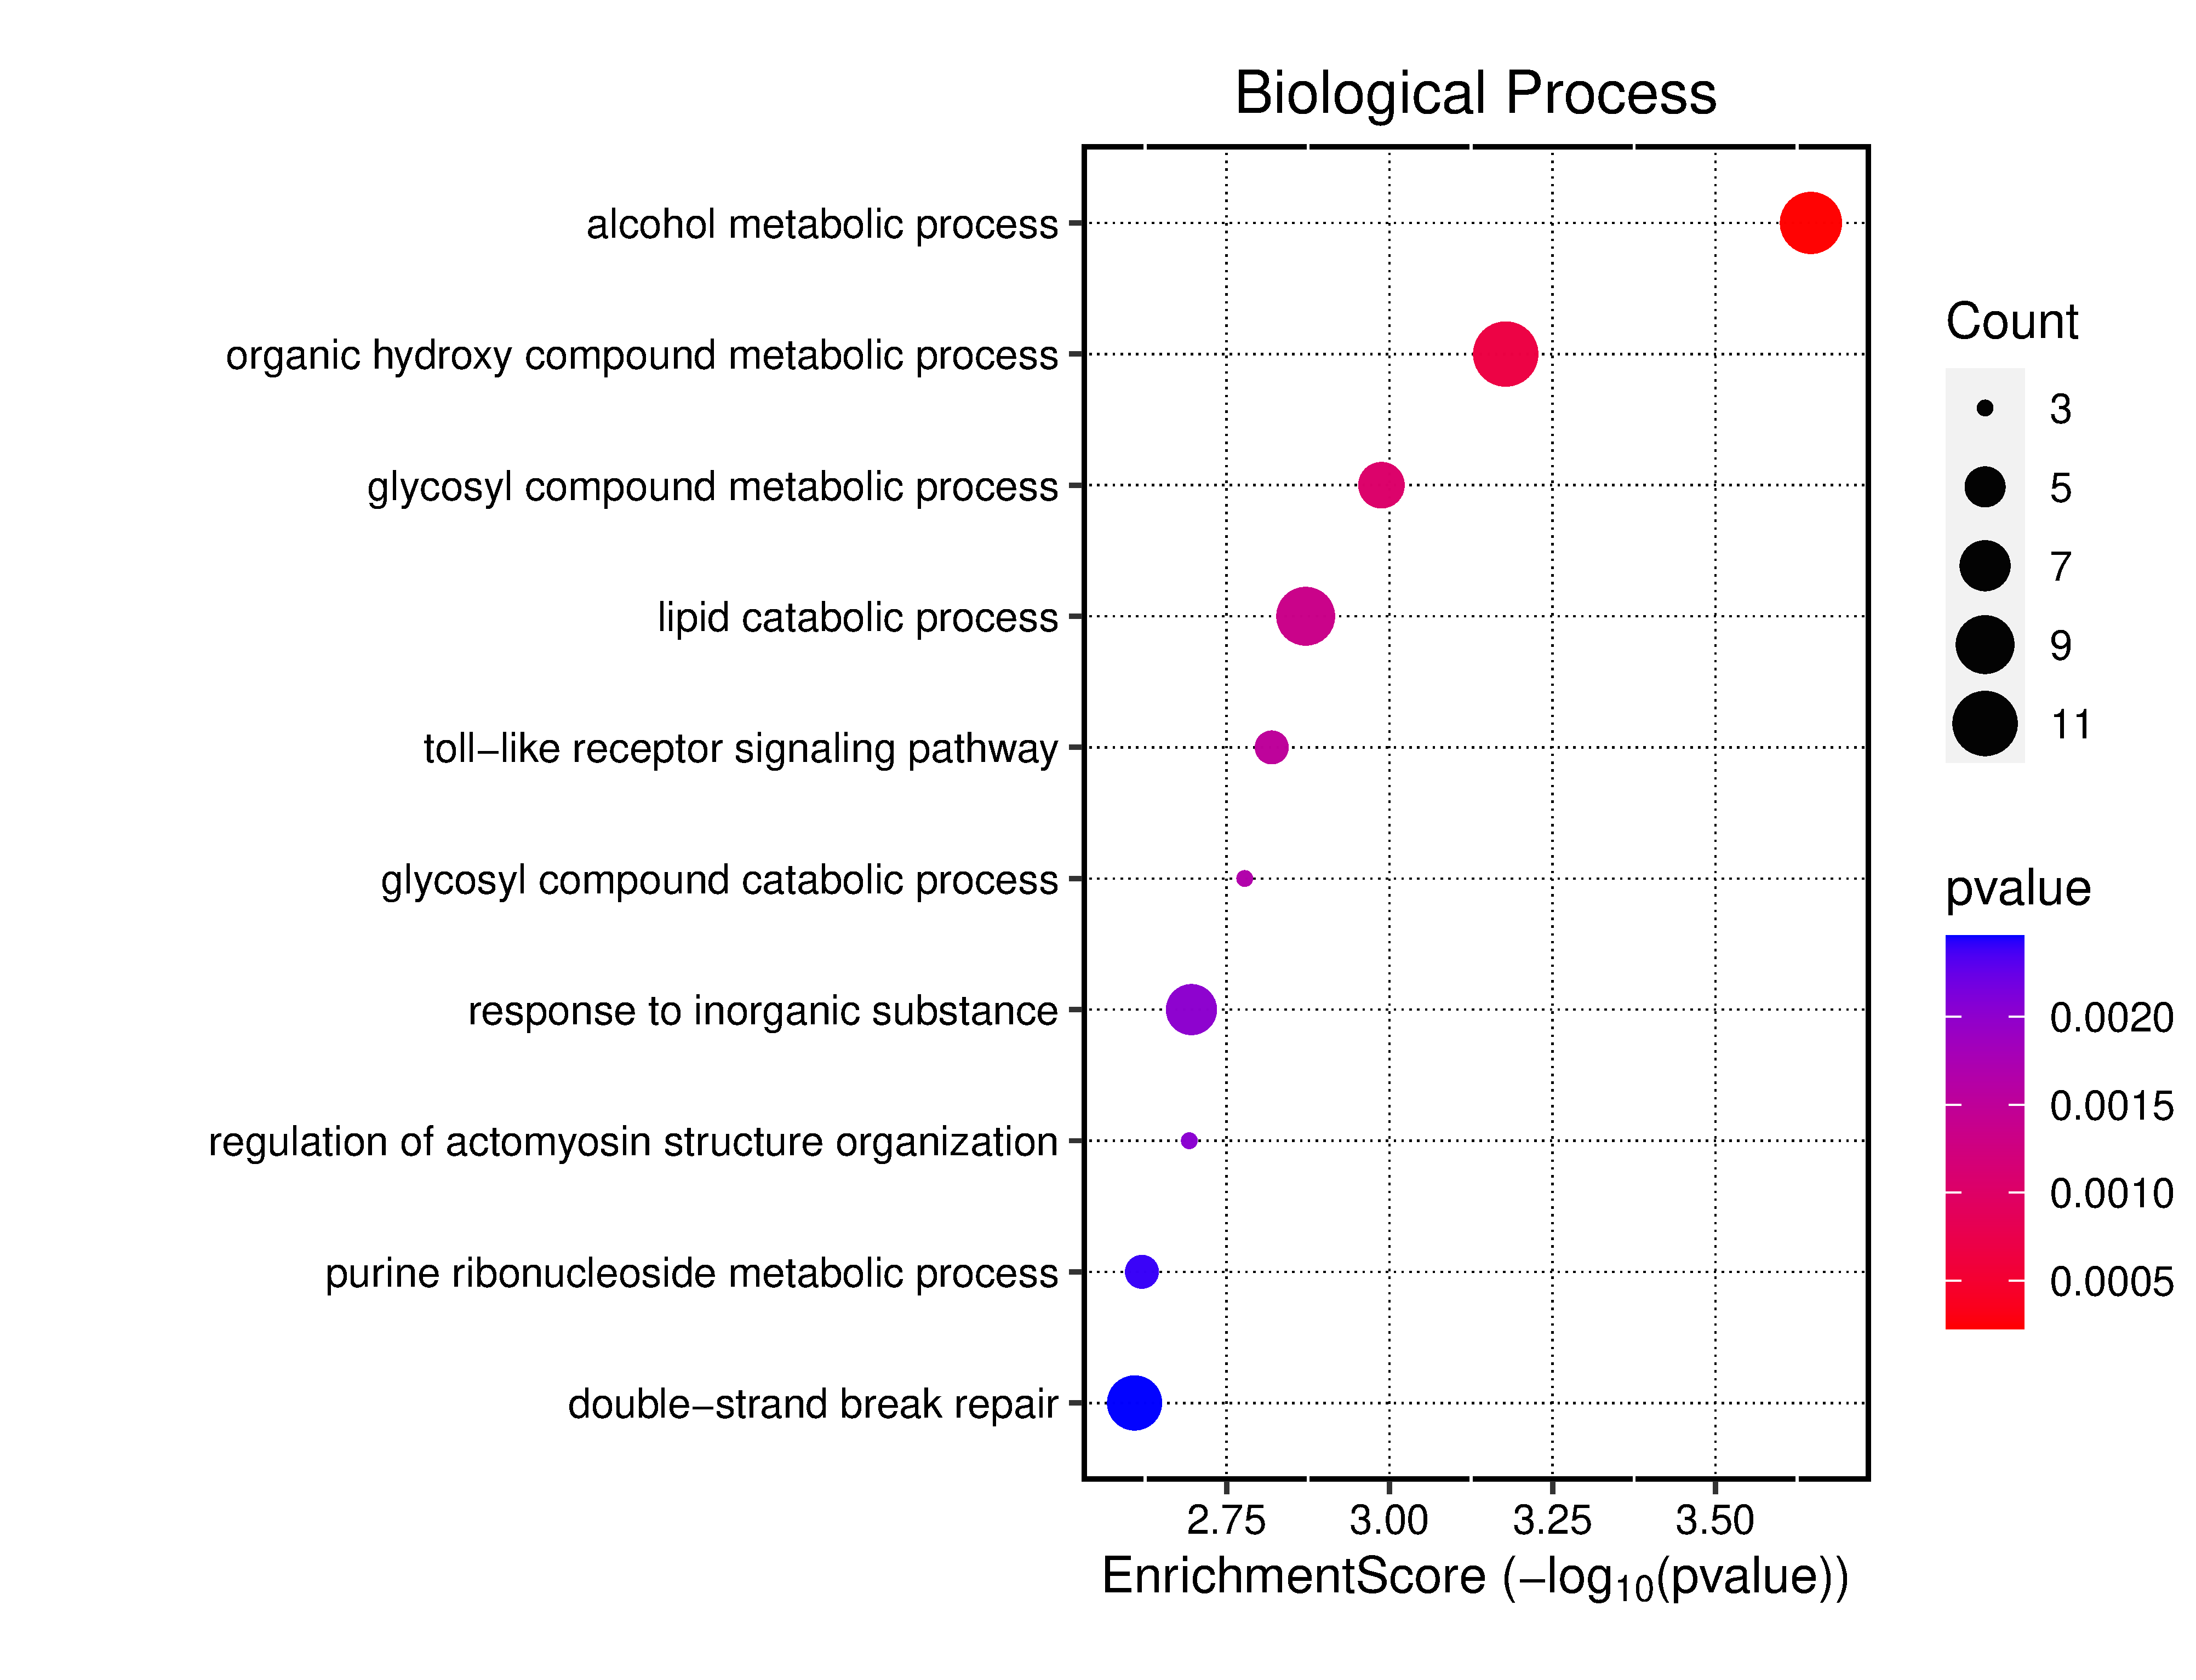 Biological Process
alcohol metabolic process
organic hydroxy compound metabolic process
glycosyl compound metabolic process
lipid catabolic process
toll−like receptor signaling pathway
glycosyl compound catabolic process
response to inorganic substance
regulation of actomyosin structure organization
purine ribonucleoside metabolic process
double−strand break repair
2.75 3.00 3.25 3.50
EnrichmentScore (−log10(pvalue))
Count
3
5
7
9
11
pvalue
0.0020
0.0015
0.0010
0.0005